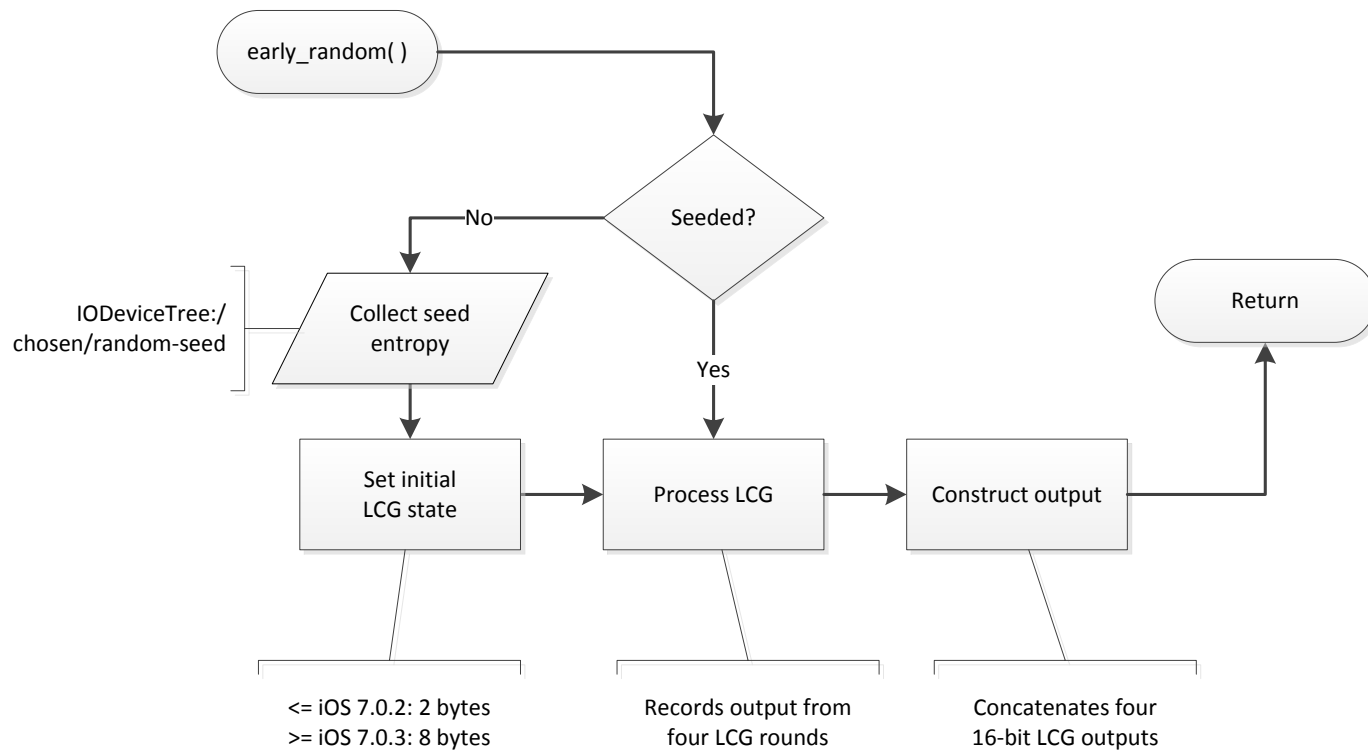 early_random( )
Seeded?
No
IODeviceTree:/
chosen/random-seed
Collect seed
entropy
Yes
Return
Set initial
LCG state
Process LCG
Construct output
<= iOS 7.0.2: 2 bytes
>= iOS 7.0.3: 8 bytes
Records output from
four LCG rounds
Concatenates four
16-bit LCG outputs